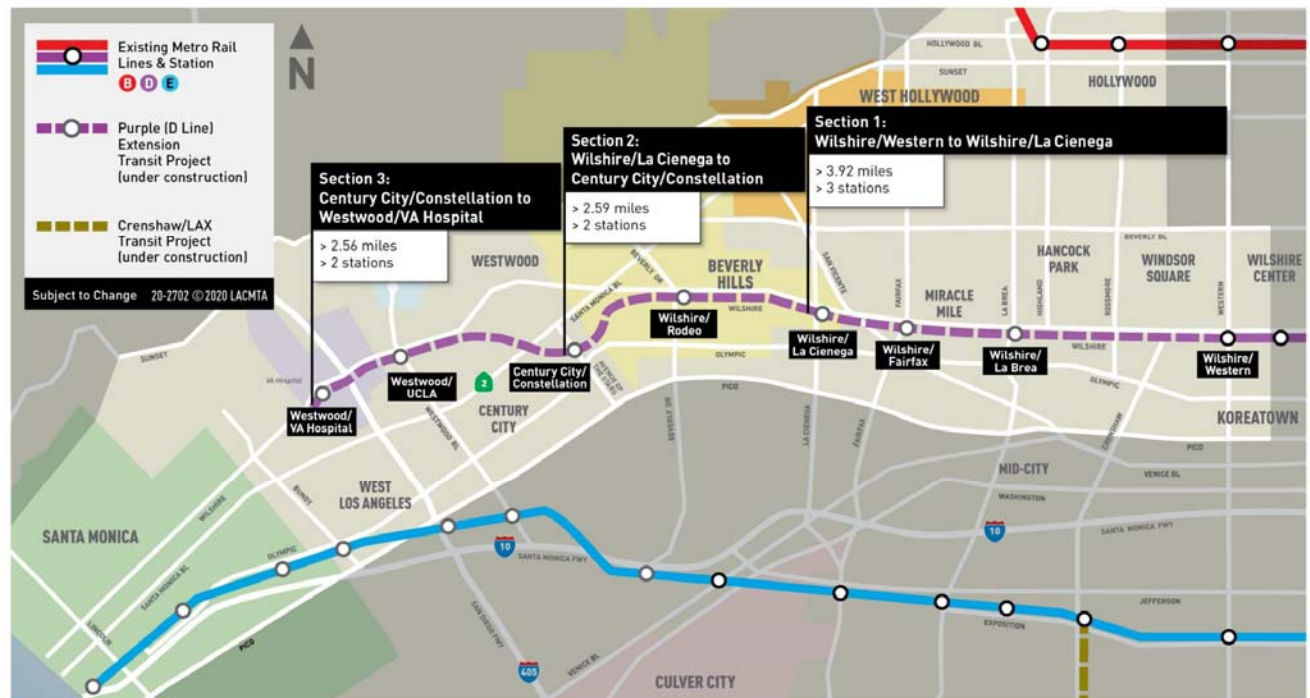 Existing Metro Rail
Lines & Station
B D E
Purple (D Line)
Extension
Transit Project
(under construction)
Crenshaw/LAX
Transit Project
(under construction)
Subject to Change 20-2702 ©2020 LACMTA
N
HOLLYWOOD BL
SUNSET
HOLLYWOOD
WEST HOLLYWOOD
Section 1:
Wilshire/Western to Wilshire/La Cienega
> 3.92 miles
> 3 stations
Section 2:
Wilshire/La Cienega to
Century City/Constellation
> 2.59 miles
> 2 stations
Section 3:
Century City/Constellation to
Westwood/VA Hospital
> 2.56 miles
> 2 stations
WESTWOOD
BEVERLY DR
SANTA MONICA BL
BEVERLY
HILLS
WILSHIRE
SAN VICENTE
FAIRFAX
MIRACLE
MILE
LA BREA
HIGHLAND
HANCOCK
PARK
ROSSMORE
BEVERLY BL
WINDSOR
SQUARE
WESTERN
WILSHIRE
CENTER
Wilshire/
Rodeo
Wilshire/
La Cienega
Wilshire/
Fairfax
Wilshire/
La Brea
WILSHIRE
Wilshire/
Western
SUNSET
VA Hospital
Westwood/
VA Hospital
Westwood/
UCLA
2
Century City/
Constellation
AVENUE OF
THE STARS
OLYMPIC
PICO
CENTURY
CITY
WESTWOOD BL
BEVERLY DR
LA CIENEGA
FAIRFAX
CRENSHAW
OLYMPIC
KOREATOWN
PICO
MID-CITY
VENICE BL
WASHINGTON
WEST
LOS ANGELES
BUNDY
WILSHIRE
SANTA MONICA
SANTA MONICA BL
OLYMPIC
LINCOLN
PICO
10
SANTA MONICA FWY
10
SANTA MONICA FWY
SAN DIEGO FWY
405
VENICE BL
CULVER CITY
EXPOSITION
JEFFERSON